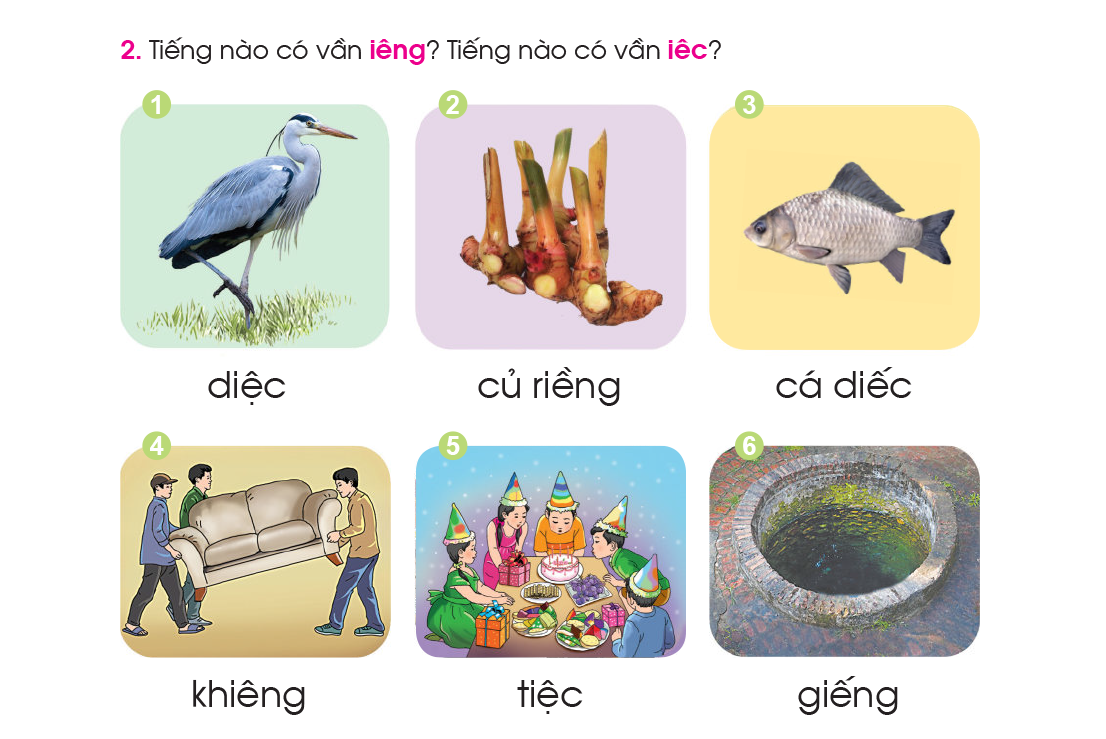 2. Tiếng nào có vần iêng? Tiếng nào có vần iêc?
1 2 3
diệc củ riềng cá diếc
4 5 6
khiêng tiệc giếng